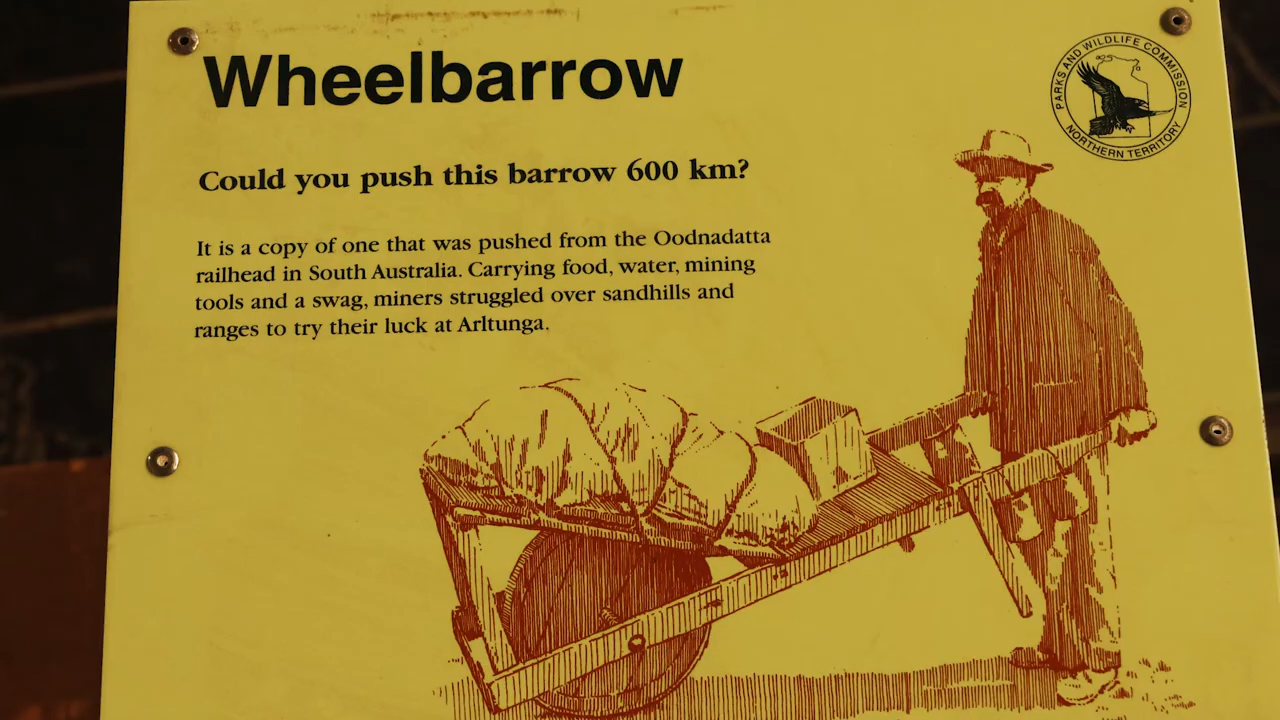 Wheelbarrow
PARKS AND WILDLIFE COMMISSION
NORTHERN TERRITORY
Could you push this barrow 600 km?
It is a copy of one that was pushed from the Oodnadatta
railhead in South Australia. Carrying food, water, mining
tools and a swag, miners struggled over sandhills and
ranges to try their luck at Arltunga.